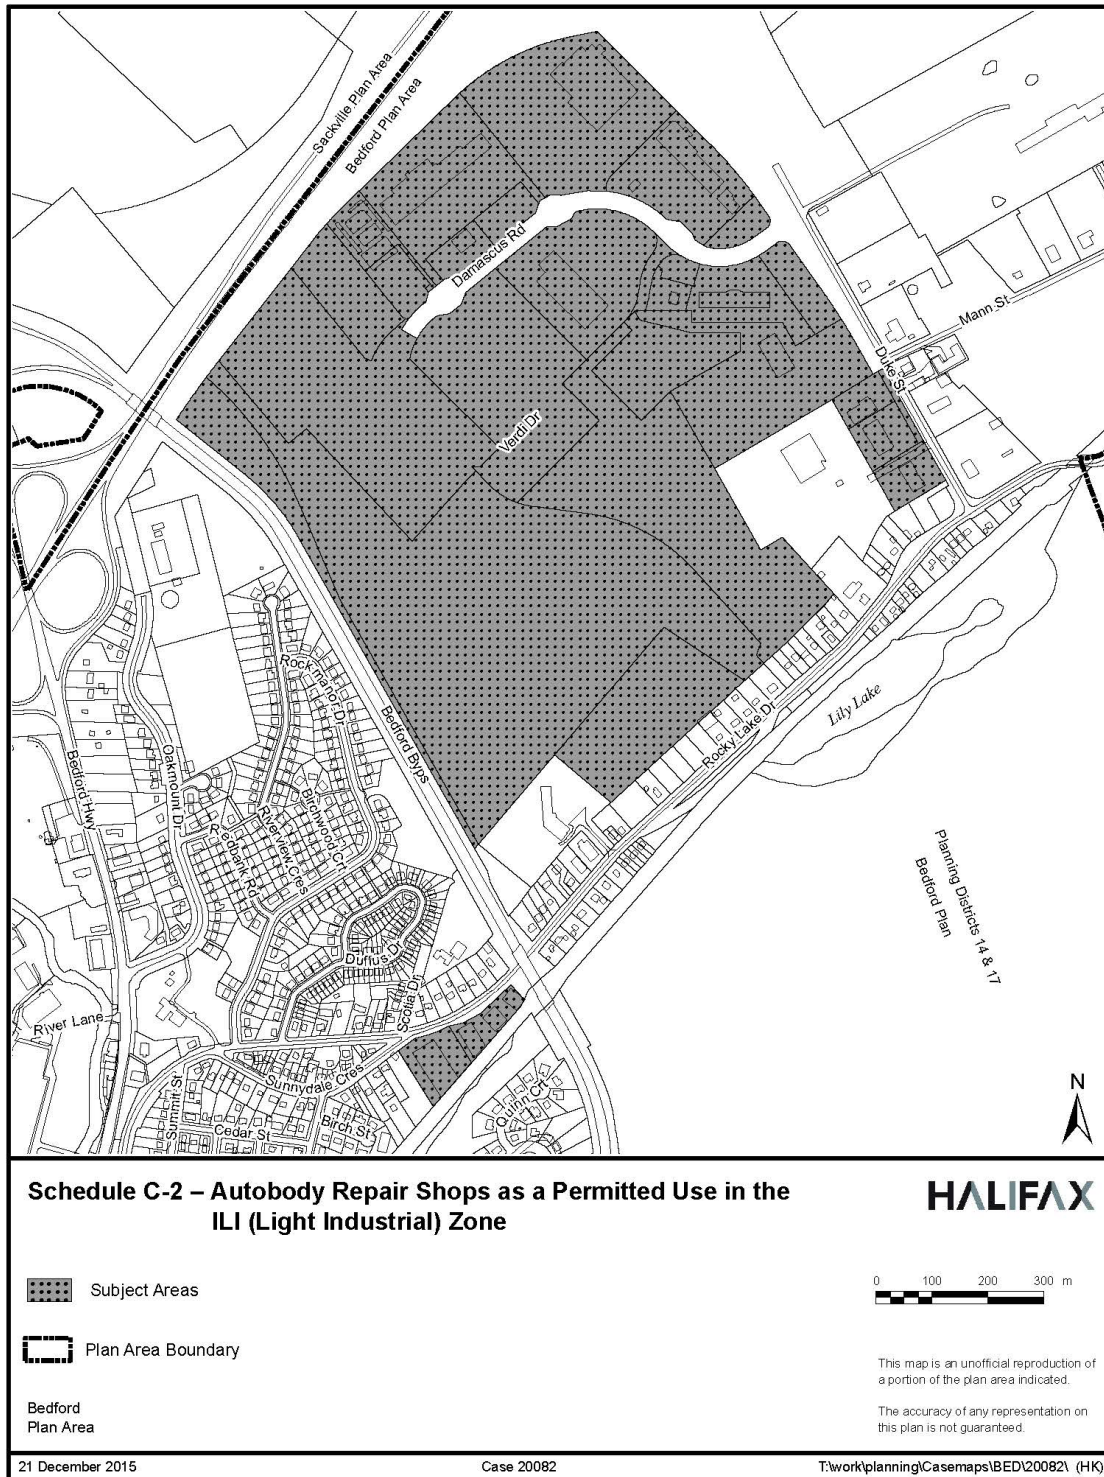 Sackville Plan Area
Bedford Plan Area
Damascus Rd
Mann St
Duke St
Verdi Dr
Rockmanor Dr
Bedford Byps
Lily Lake
Rocky Lake Dr
Oakmount Dr
Bedford Hwy
Birchwood Crt
Riverview Cres
Redbank Rd
Planning Districts 14 & 17
Bedford Plan
Duffus Dr
Scotia Dr
River Lane
Sunnydale Cres
Summit St
Cedar St
Birch St
Quinn Crt
N
Schedule C-2 – Autobody Repair Shops as a Permitted Use in the
ILI (Light Industrial) Zone
HALIFAX
Subject Areas
0 100 200 300 m
Plan Area Boundary
This map is an unofficial reproduction of
a portion of the plan area indicated.
Bedford
Plan Area
The accuracy of any representation on
this plan is not guaranteed.
21 December 2015
Case 20082
T:\work\planning\Casemaps\BED\20082\ (HK)